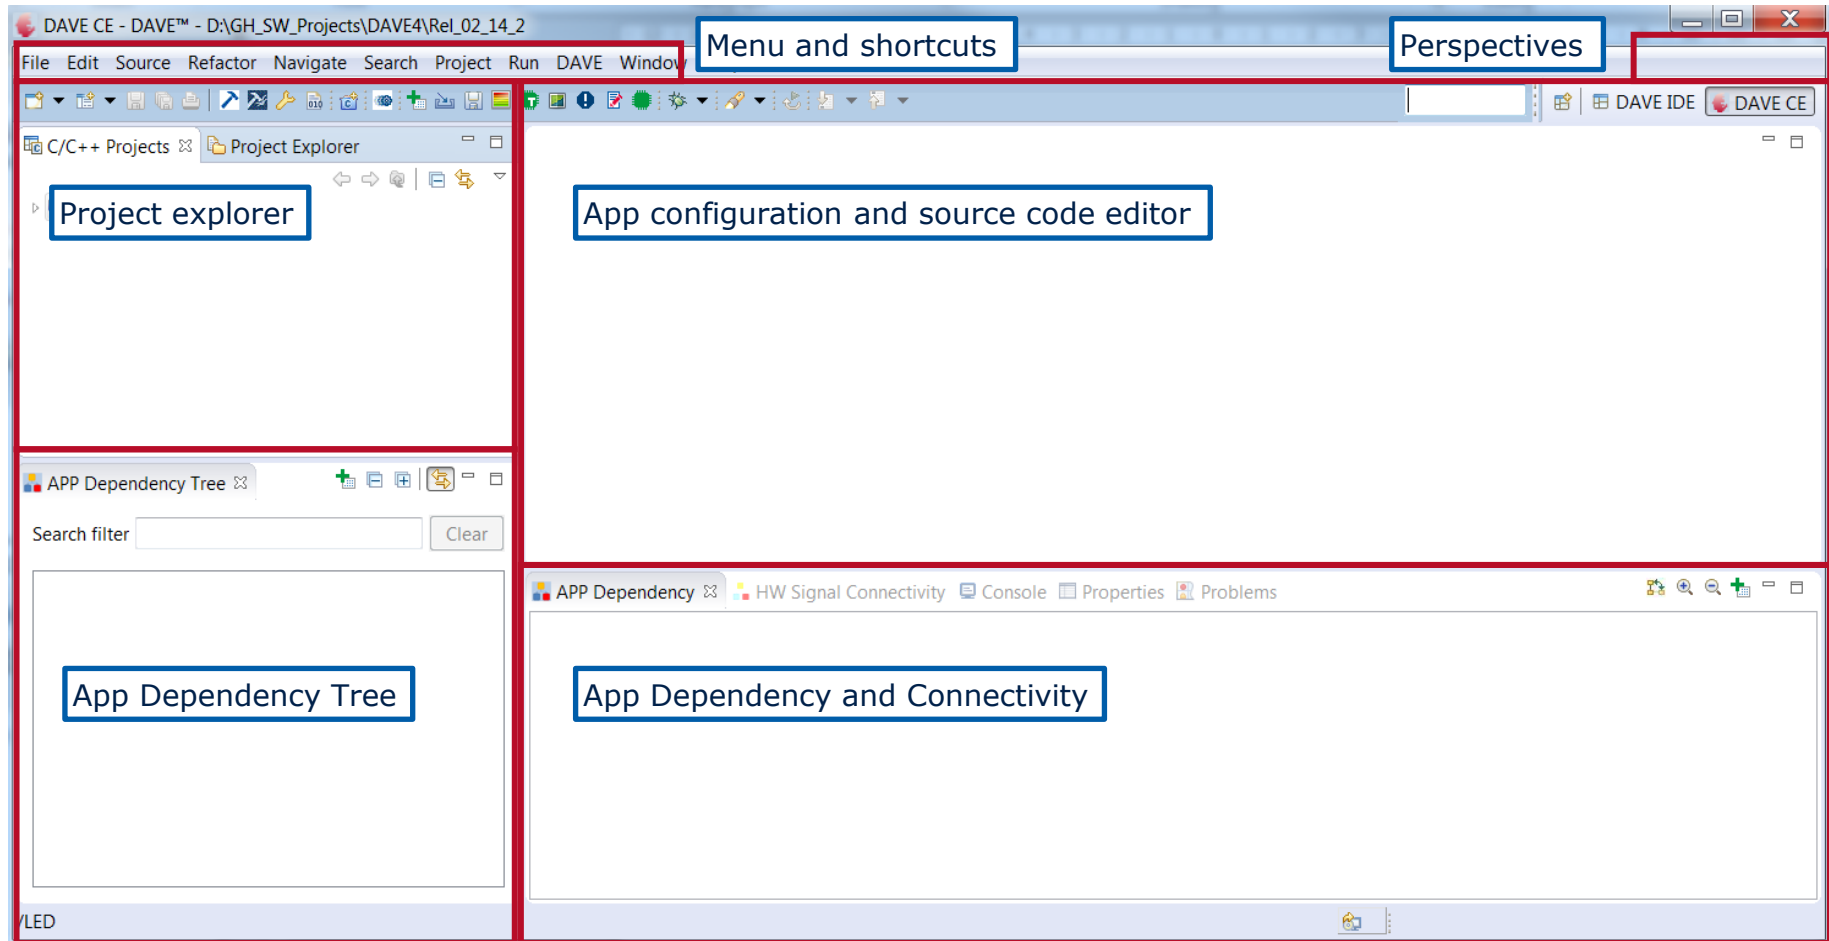 DAVE CE - DAVE™ - D:\GH_SW_Projects\DAVE4\Rel_02_14_2
Menu and shortcuts
Perspectives
File Edit Source Refactor Navigate Search Project Run DAVE Window
DAVE IDE DAVE CE
C/C++ Projects Project Explorer
Project explorer
App configuration and source code editor
APP Dependency Tree
Search filter Clear
APP Dependency HW Signal Connectivity Console Properties Problems
App Dependency Tree
App Dependency and Connectivity
/LED